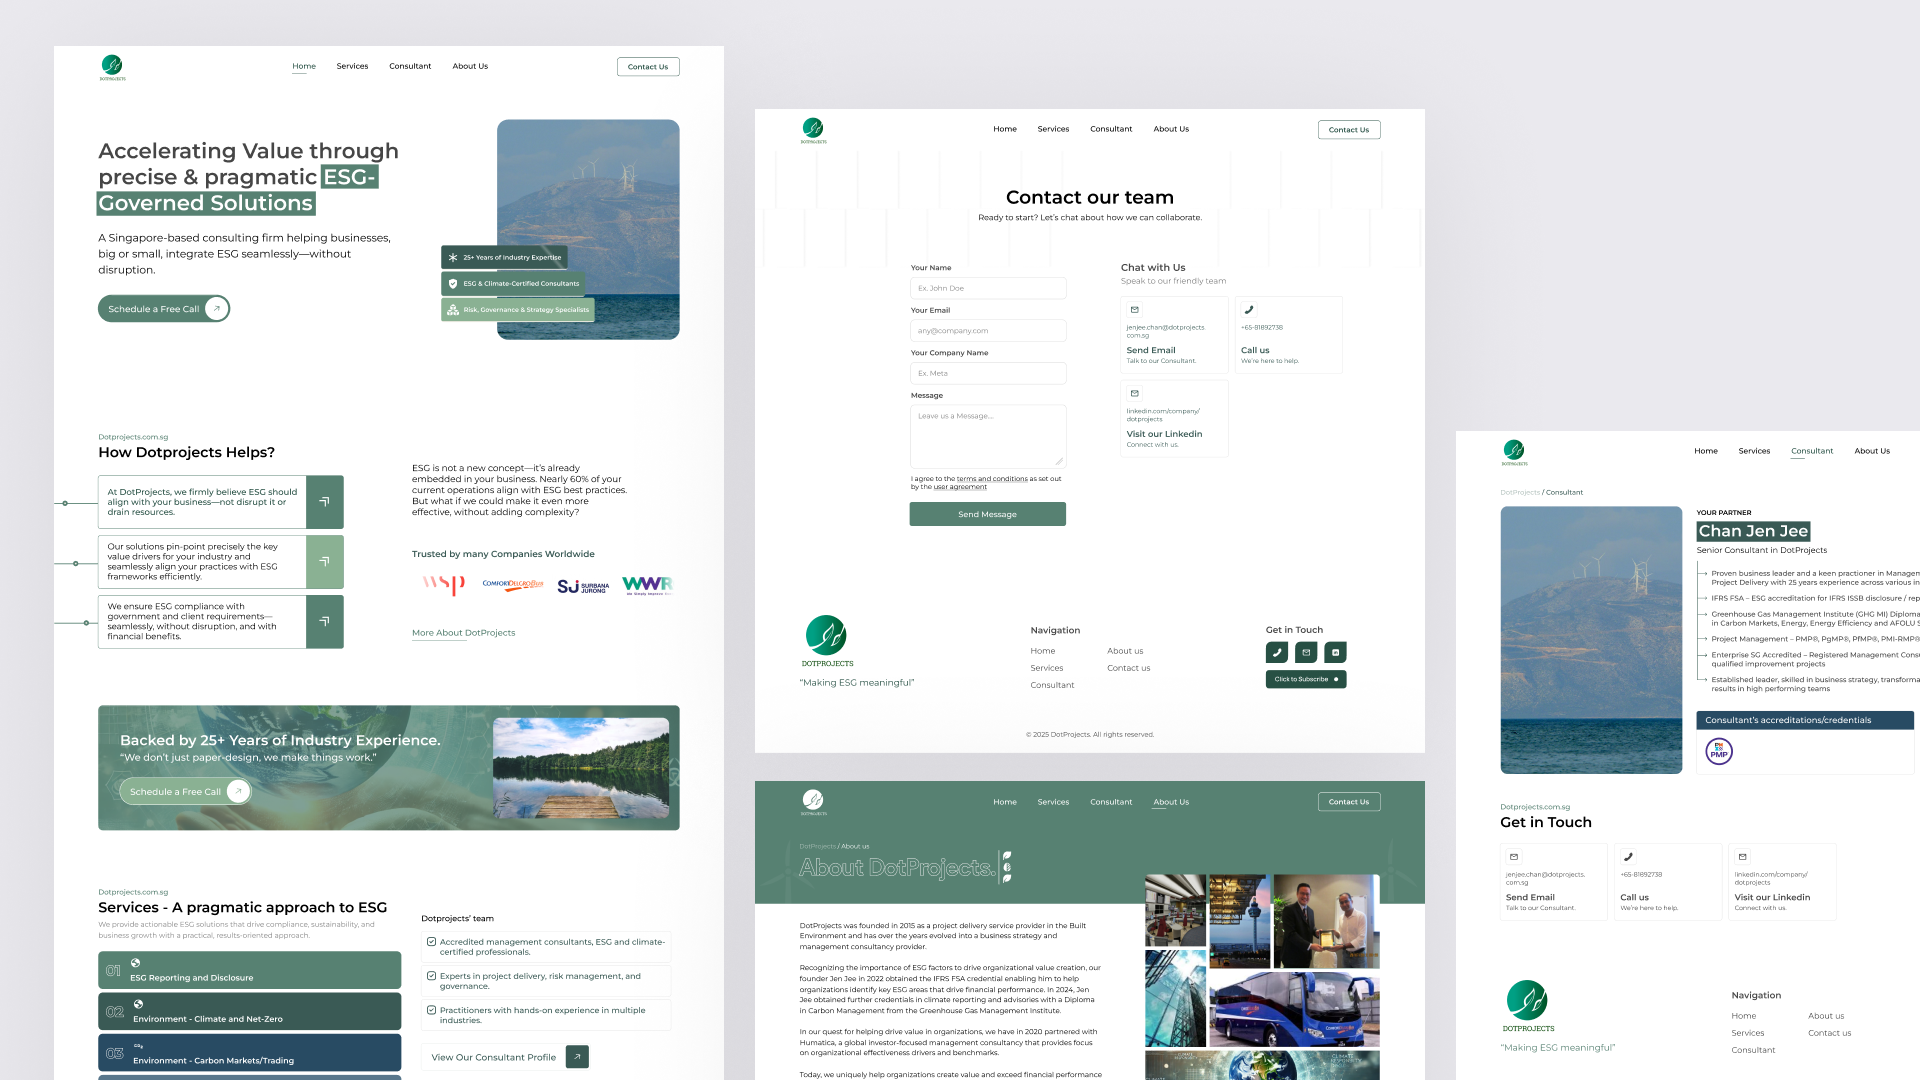 DOTPROJECTS
Home
Services
Consultant
About Us
Contact Us
Accelerating Value through
precise & pragmatic ESG-
Governed Solutions
A Singapore-based consulting firm helping businesses,
big or small, integrate ESG seamlessly—without
disruption.
Schedule a Free Call
25+ Years of Industry Expertise
ESG & Climate-Certified Consultants
Risk, Governance & Strategy Specialists
Dotprojects.com.sg
How Dotprojects Helps?
At DotProjects, we firmly believe ESG should
align with your business—not disrupt it or
drain resources.
Our solutions pin-point precisely the key
value drivers for your industry and
seamlessly align your practices with ESG
frameworks efficiently.
We ensure ESG compliance with
government and client requirements—
seamlessly, without disruption, and with
financial benefits.
ESG is not a new concept—it's already
embedded in your business. Nearly 60% of your
current operations align with ESG best practices.
But what if we could make it even more
effective, without adding complexity?
Trusted by many Companies Worldwide
wsp
COMFORTDELGRO
SJ SURBANA
JURONG
WWR
More About DotProjects
Backed by 25+ Years of Industry Experience.
“We don't just paper-design, we make things work.”
Schedule a Free Call
Dotprojects.com.sg
Services - A pragmatic approach to ESG
We provide actionable ESG solutions that drive compliance, sustainability, and
business growth with a practical, results-oriented approach.
01
ESG Reporting and Disclosure
02
Environment - Climate and Net-Zero
03
Environment - Carbon Markets/Trading
Dotprojects' team
Accredited management consultants, ESG and climate-
certified professionals.
Experts in project delivery, risk management, and
governance.
Practitioners with hands-on experience in multiple
industries.
View Our Consultant Profile
DOTPROJECTS
Home
Services
Consultant
About Us
Contact Us
Contact our team
Ready to start? Let's chat about how we can collaborate.
Your Name
Ex. John Doe
Your Email
any@company.com
Your Company Name
Ex. Meta
Message
Leave us a Message...
I agree to the terms and conditions as set out
by the user agreement
Send Message
Chat with Us
Speak to our friendly team
jenjee.chan@dotprojects
com.sg
Send Email
Talk to our Consultant.
+65-81892738
Call us
We're here to help.
linkedin.com/company/
dotprojects
Visit our Linkedin
Connect with us.
DOTPROJECTS
“Making ESG meaningful”
Navigation
Home
About us
Services
Contact us
Consultant
Get in Touch
Click to Subscribe
© 2025 DotProjects. All rights reserved.
DOTPROJECTS
Home
Services
Consultant
About Us
Contact Us
DotProjects / About us
About DotProjects.
DotProjects was founded in 2015 as a project delivery service provider in the Built
Environment and has over the years evolved into a business strategy and
management consultancy provider.
Recognizing the importance of ESG factors to drive organizational value creation, our
founder Jen Jee in 2022 obtained the IFRS FSA credential enabling him to help
organizations identify key ESG areas that drive financial performance. In 2024, Jen
Jee obtained further credentials in climate reporting and advisories with a Diploma
in Carbon Management from the Greenhouse Gas Management Institute.
In our quest for helping drive value in organizations, we have in 2020 partnered with
Humatica, a global investor-focused management consultancy that provides focus
on organizational effectiveness drivers and benchmarks.
Today, we uniquely help organizations create value and exceed financial performance
DOTPROJECTS
Home
Services
Consultant
About Us
DotProjects / Consultant
YOUR PARTNER
Chan Jen Jee
Senior Consultant in DotProjects
Proven business leader and a keen practioner in Managem
Project Delivery with 25 years experience across various in
IFRS FSA – ESG accreditation for IFRS ISSB disclosure / rep
Greenhouse Gas Management Institute (GHG MI) Diploma
in Carbon Markets, Energy, Energy Efficiency and AFOLU S
Project Management – PMP®, PgMP®, PfMP®, PMI-RMP®
Enterprise SG Accredited – Registered Management Cons
qualified improvement projects
Established leader, skilled in business strategy, transforma
results in high performing teams
Consultant's accreditations/credentials
PMP
Dotprojects.com.sg
Get in Touch
jenjee.chan@dotprojects.
com.sg
Send Email
Talk to our Consultant.
+65-81892738
Call us
We're here to help.
linkedin.com/company/
dotprojects
Visit our Linkedin
Connect with us.
DOTPROJECTS
“Making ESG meaningful”
Navigation
Home
About us
Services
Contact us
Consultant